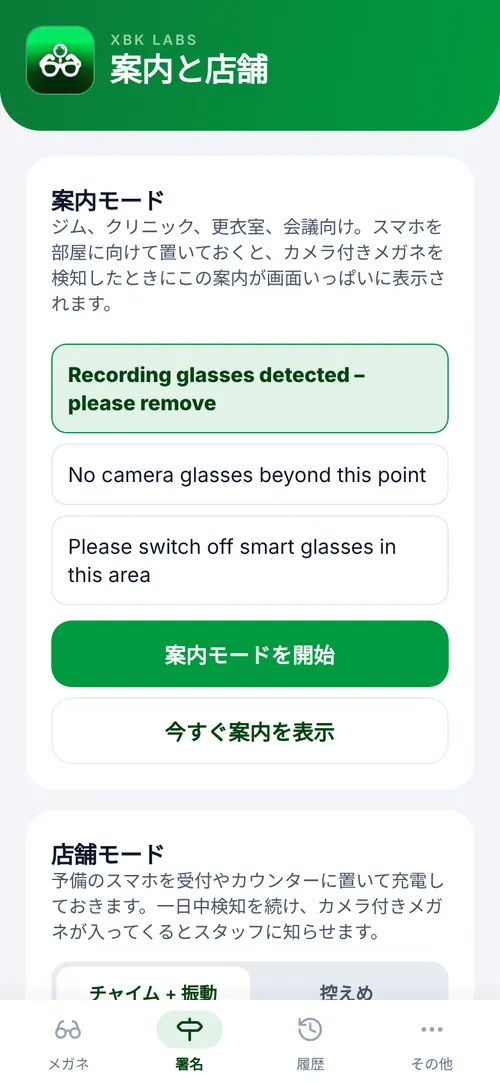 XBK LABS
案内と店舗
案内モード
ジム、クリニック、更衣室、会議向け。スマホを
部屋に向けて置いておくと、カメラ付きメガネを
検知したときにこの案内が画面いっぱいに表示さ
れます。
Recording glasses detected –
please remove
No camera glasses beyond this point
Please switch off smart glasses in
this area
案内モードを開始
今すぐ案内を表示
店舗モード
予備のスマホを受付やカウンターに置いて充電し
ておきます。一日中検知を続け、カメラ付きメガ
ネが入ってくるとスタッフに知らせます。
チャイム + 振動
控えめ
メガネ
署名
履歴
その他